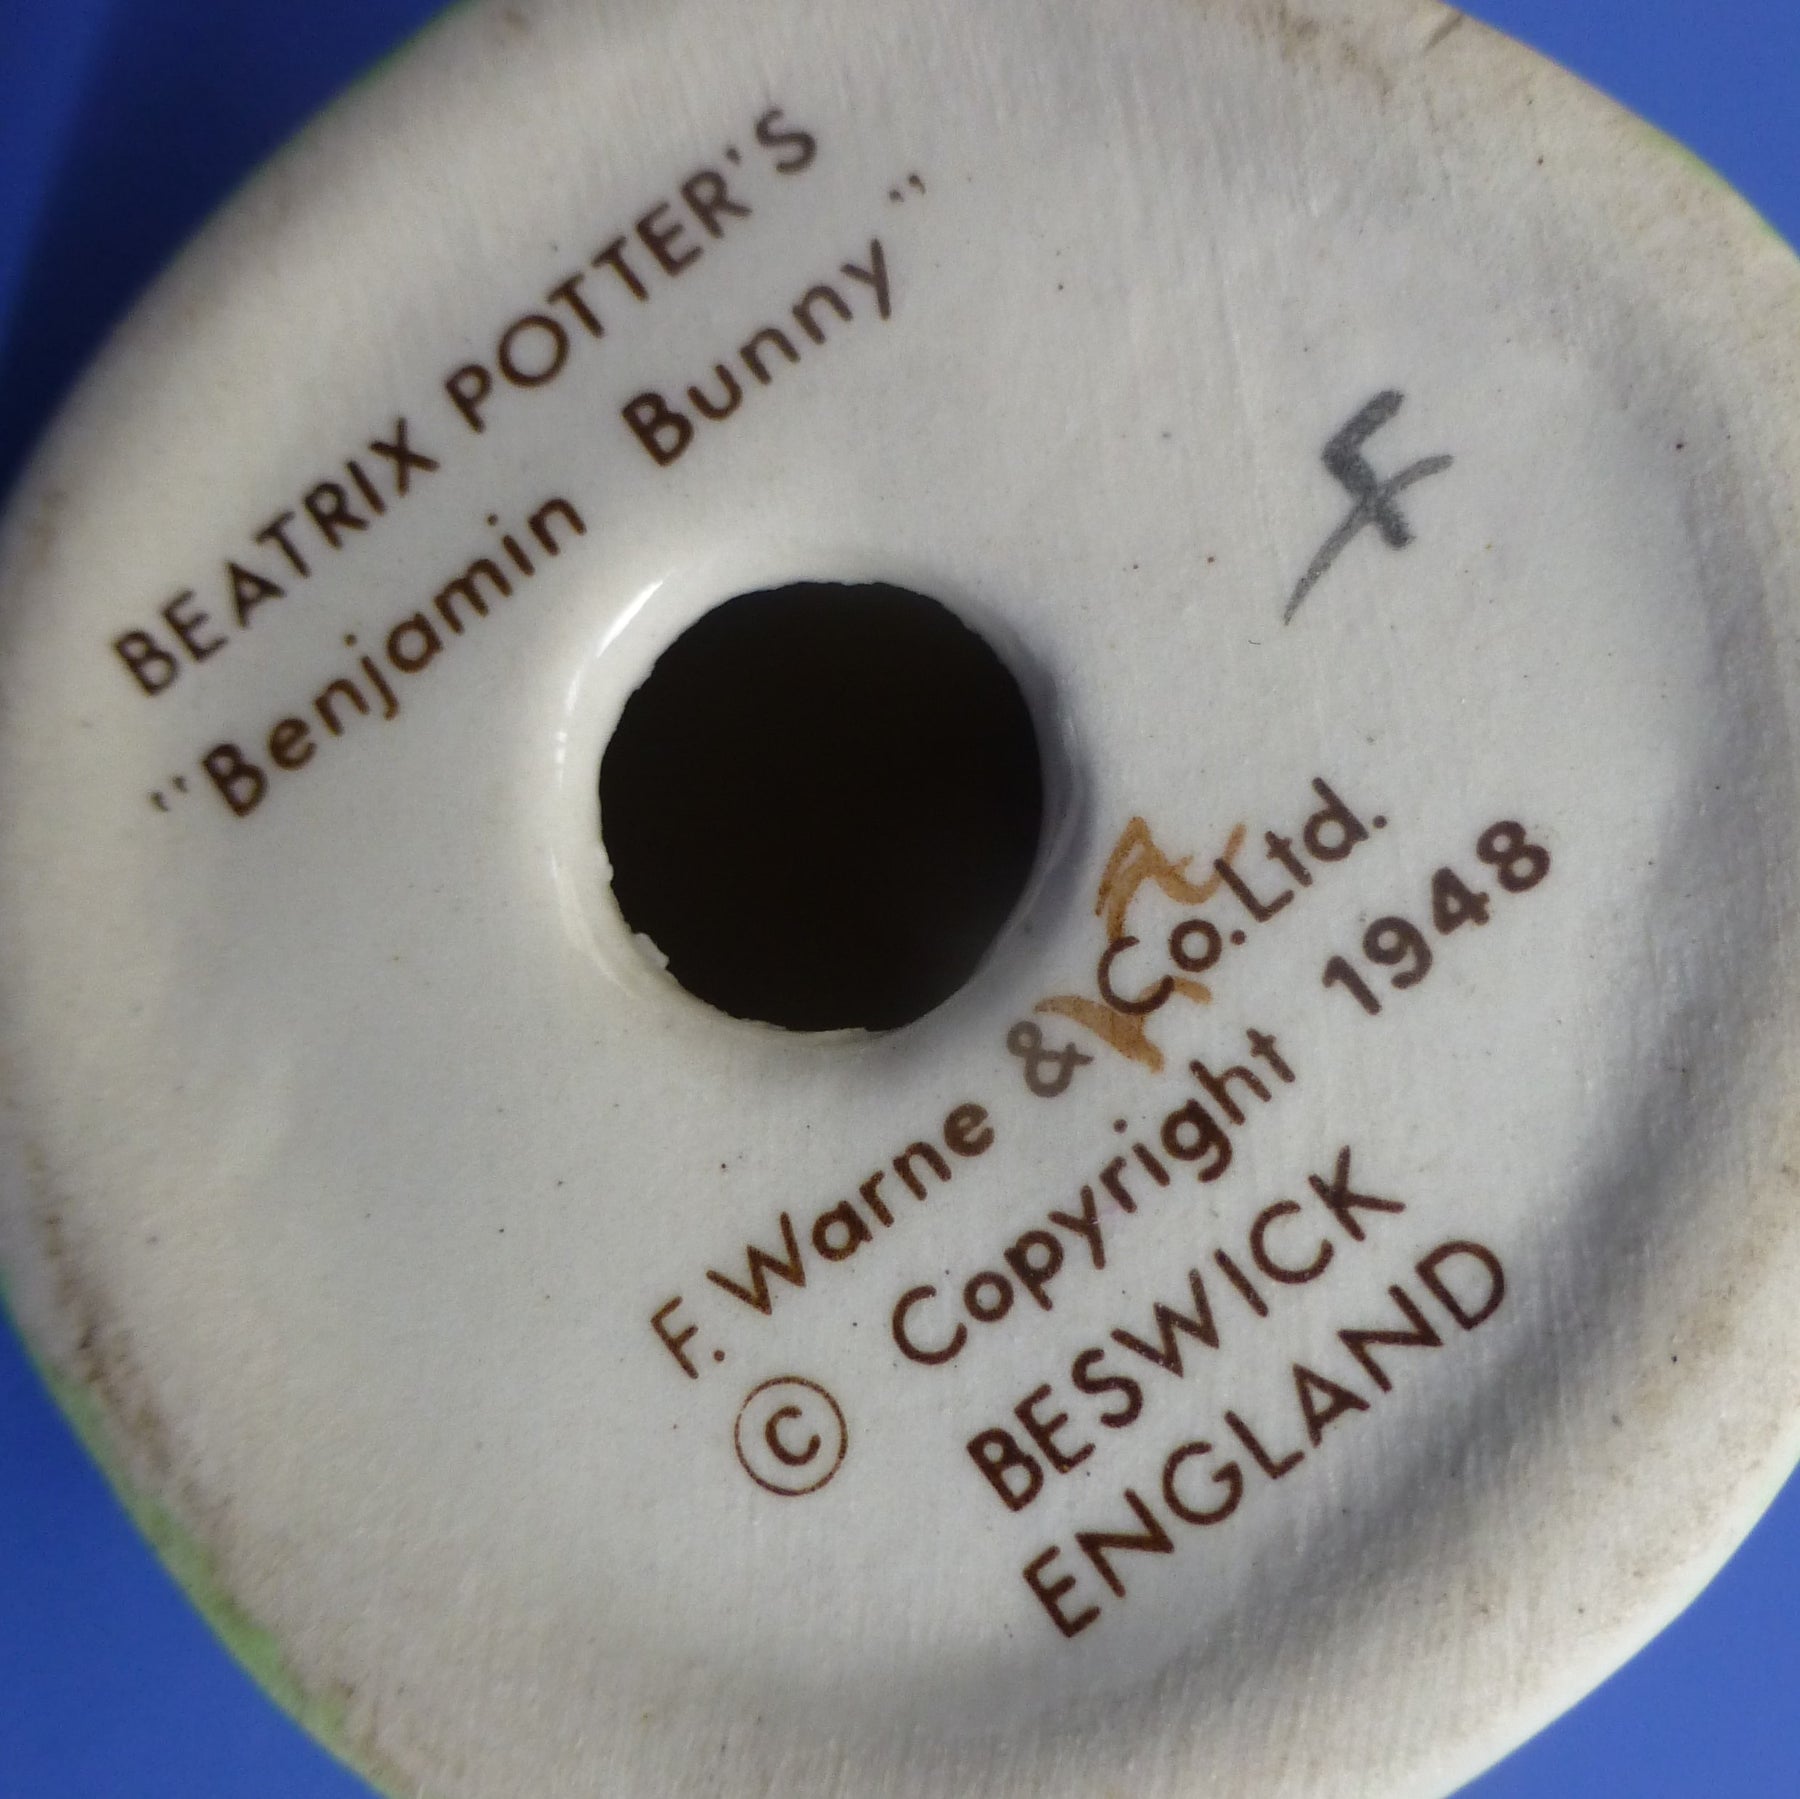 BEATRIX POTTER'S
"Benjamin Bunny"
F
F. Warne & Co.Ltd.
© Copyright 1948
BESWICK
ENGLAND